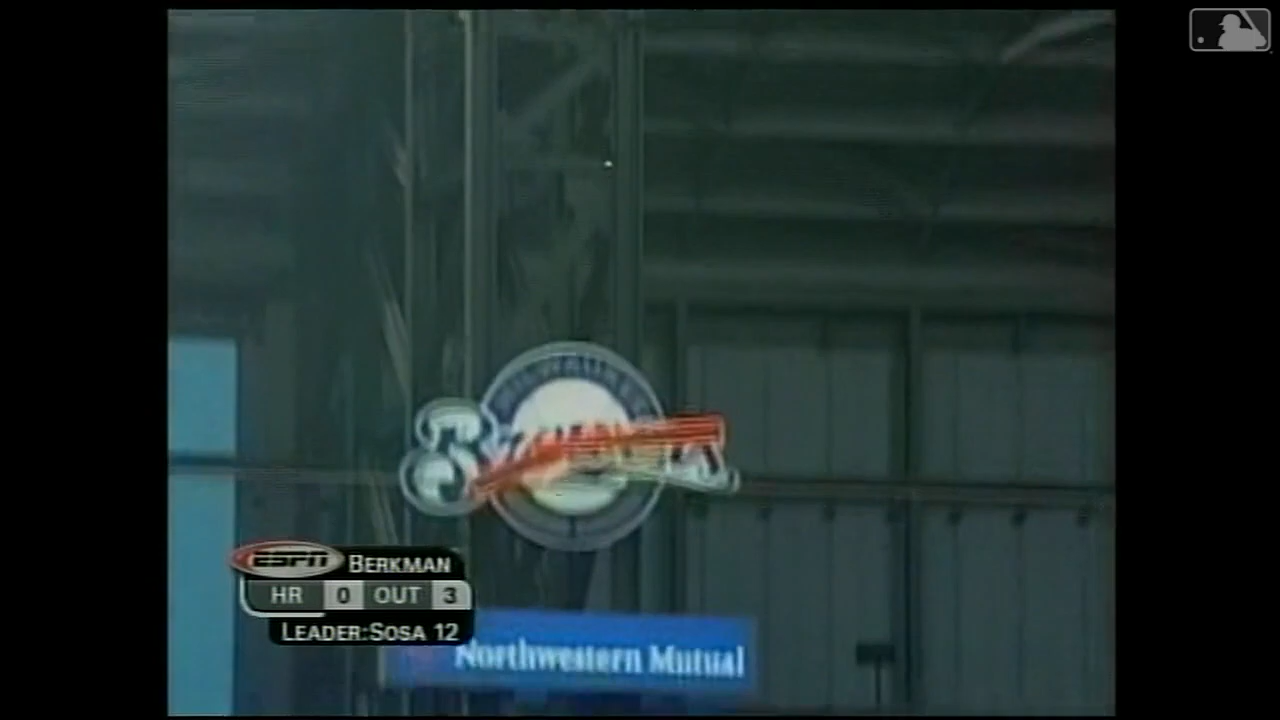 ESPN BERKMAN
HR 0 OUT 3
LEADER:SOSA 12
Northwestern Mutual